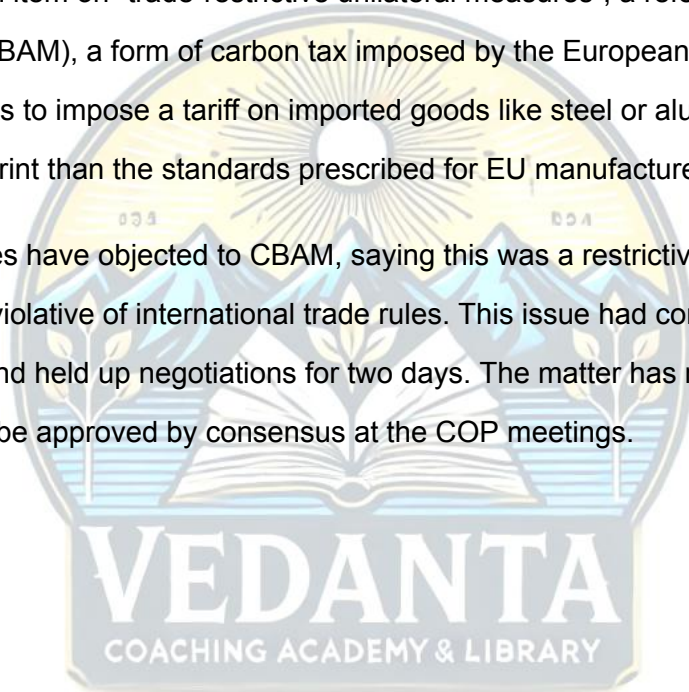 item on "trade-restrictive unilateral measures", a
BAM), a form of carbon tax imposed by the European
s to impose a tariff on imported goods like steel or
rint than the standards prescribed for EU manufacture
es have objected to CBAM, saying this was a restrictiv
violative of international trade rules. This issue had
nd held up negotiations for two days. The matter has
be approved by consensus at the COP meetings.
VEDANTA
COACHING ACADEMY & LIBRARY